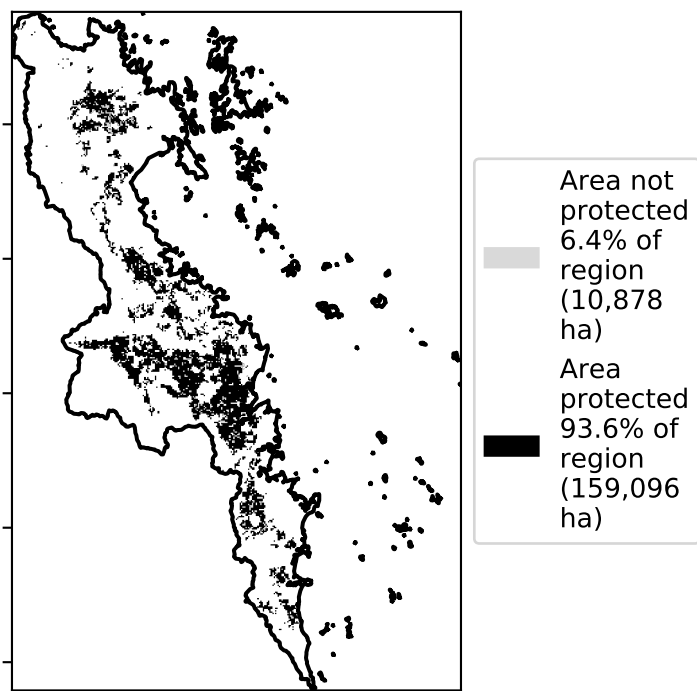 Area not
protected
6.4% of
region
(10,878
ha)
Area
protected
93.6% of
region
(159,096
ha)